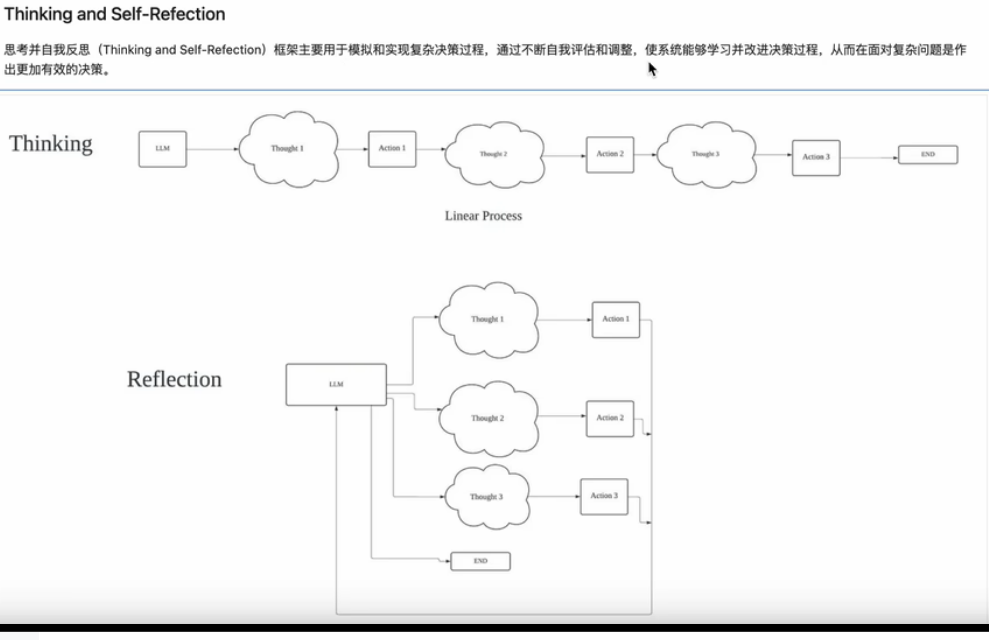 Thinking and Self-Refection
思考并自我反思（Thinking and Self-Refection）框架主要用于模拟和实现复杂决策过程，通过不断自我评估和调整，使系统能够学习并改进决策过程，从而在面对复杂问题是作
出更加有效的决策。
Thinking
LLM
Thought 1
Action 1
Thought 2
Action 2
Thought 3
Action 3
END
Linear Process
Reflection
LLM
Thought 1
Action 1
Thought 2
Action 2
Thought 3
Action 3
END